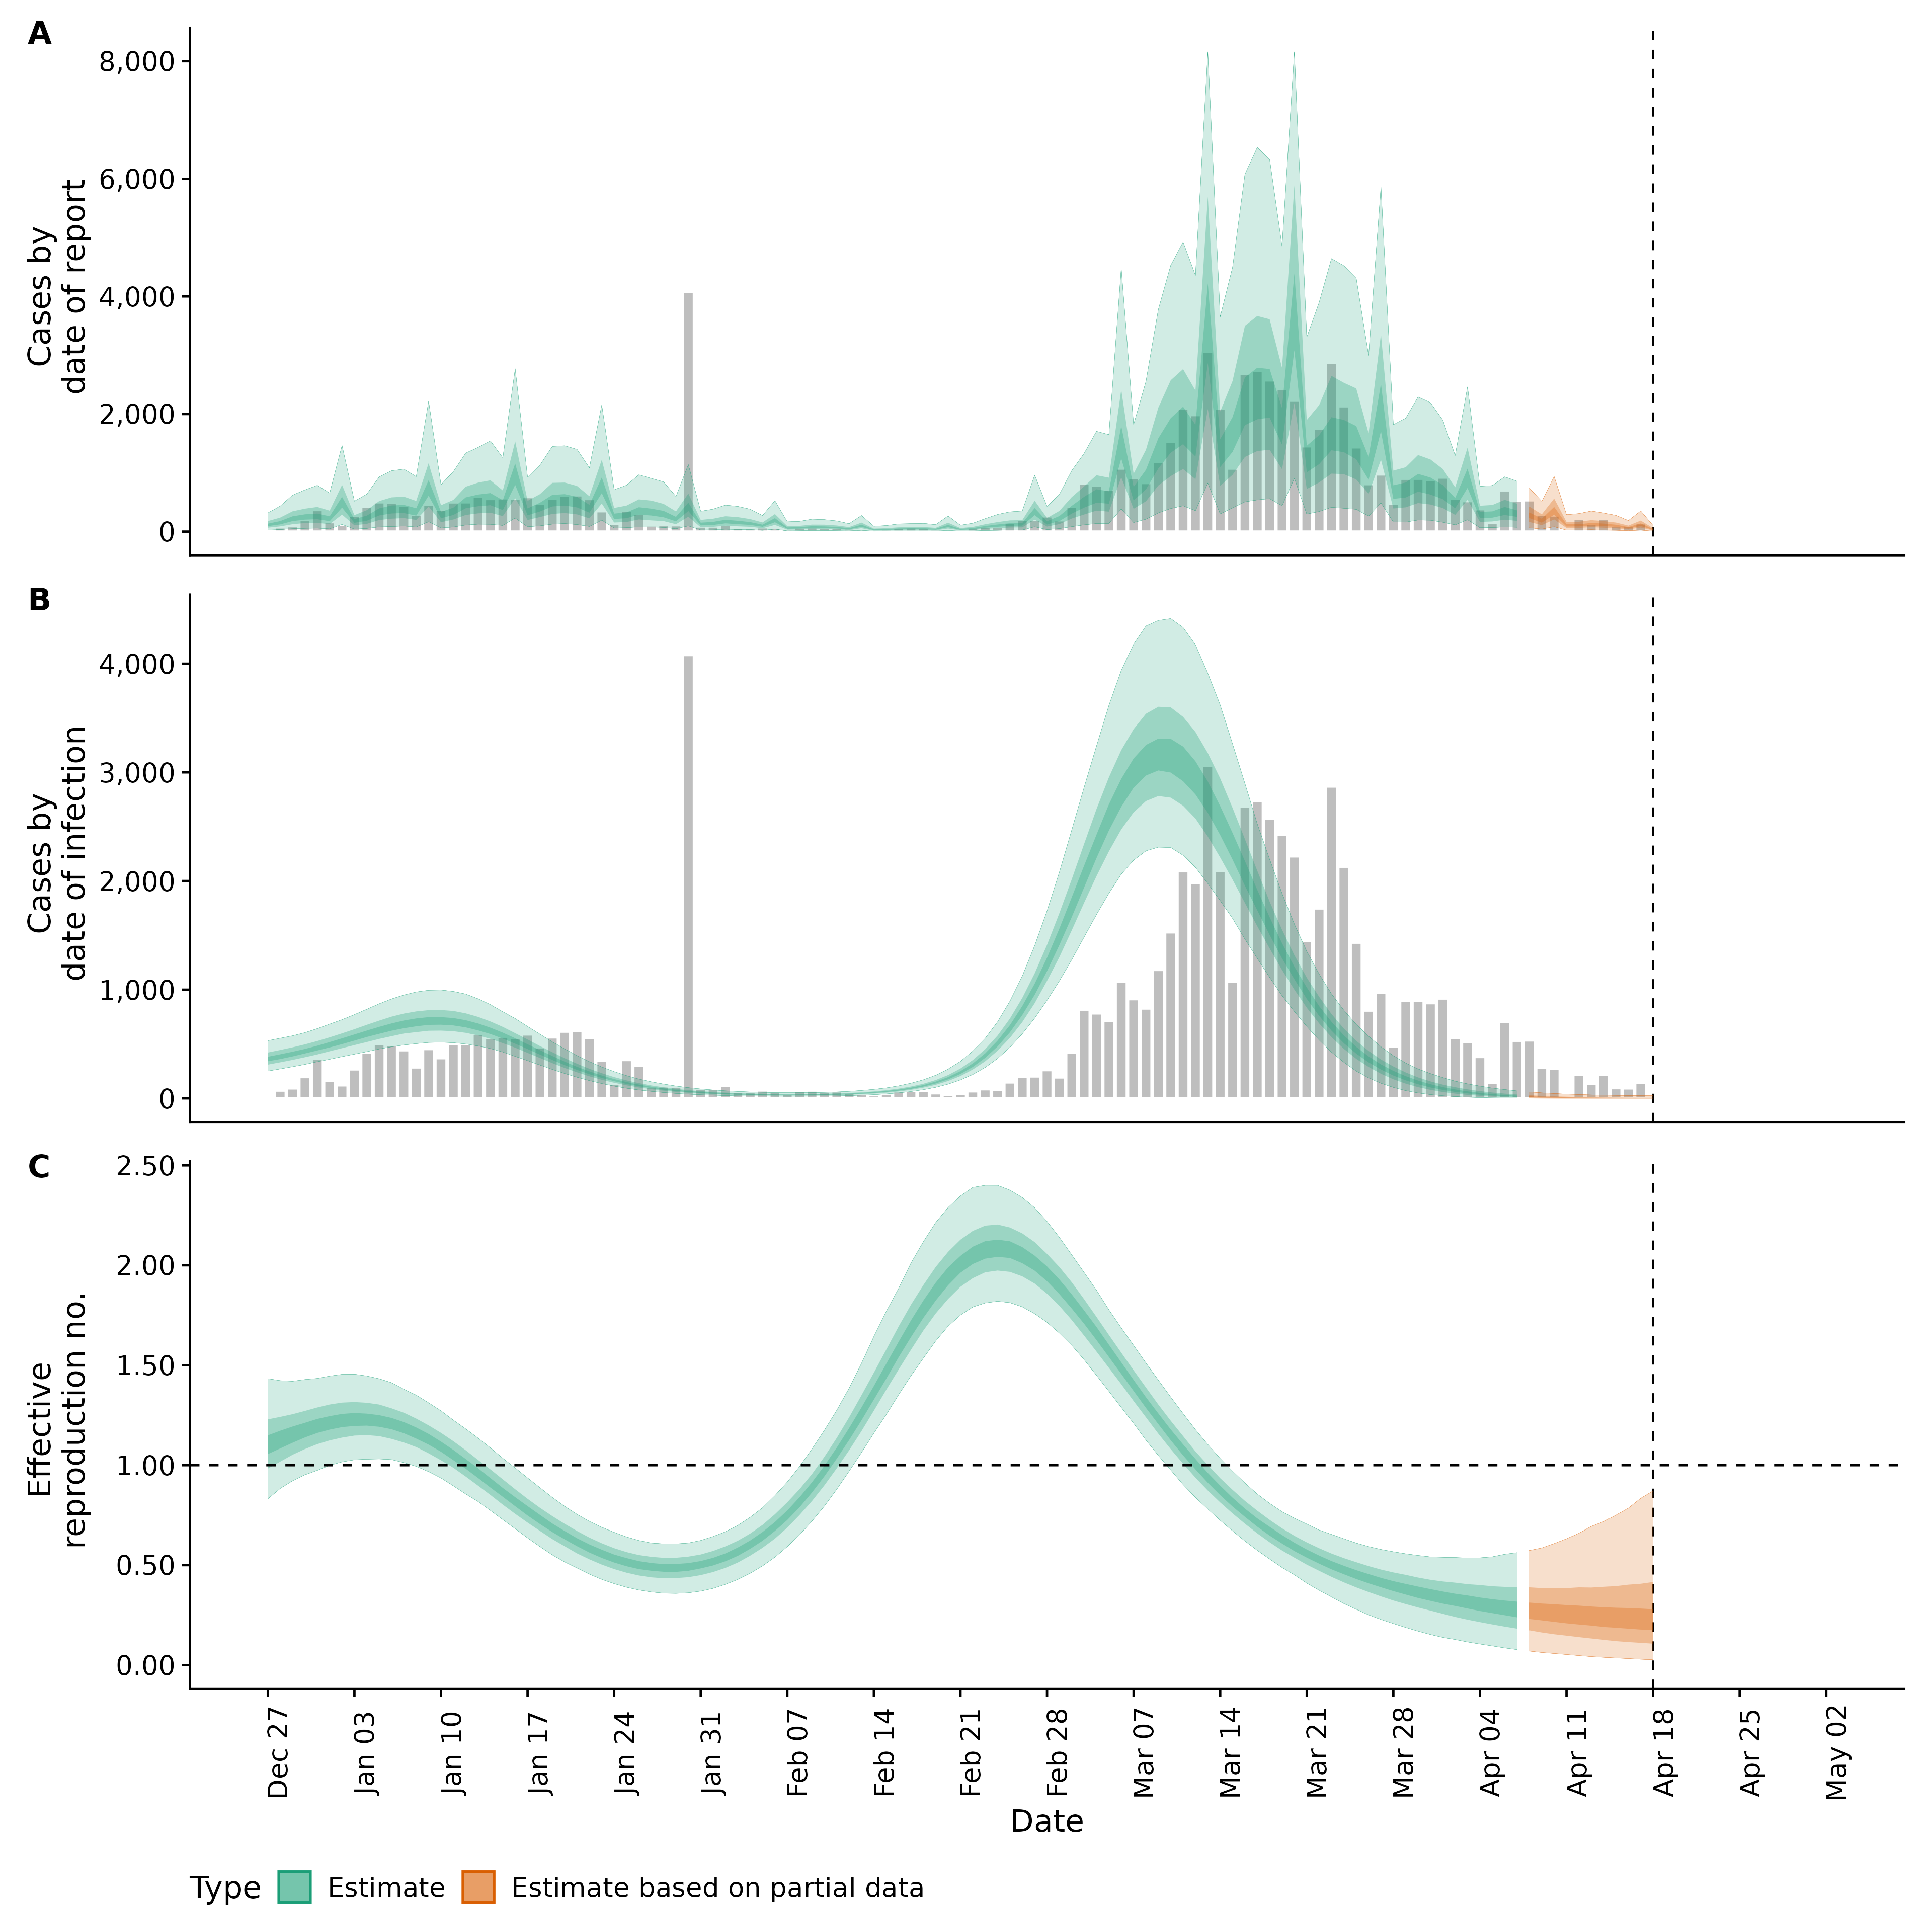 A
8,000
6,000
4,000
2,000
0
Cases by
date of report
B
4,000
3,000
2,000
1,000
0
Cases by
date of infection
C
2.50
2.00
1.50
1.00
0.50
0.00
Effective
reproduction no.
Dec 27
Jan 03
Jan 10
Jan 17
Jan 24
Jan 31
Feb 07
Feb 14
Feb 21
Feb 28
Mar 07
Mar 14
Mar 21
Mar 28
Apr 04
Apr 11
Apr 18
Apr 25
May 02
Date
Type Estimate Estimate based on partial data